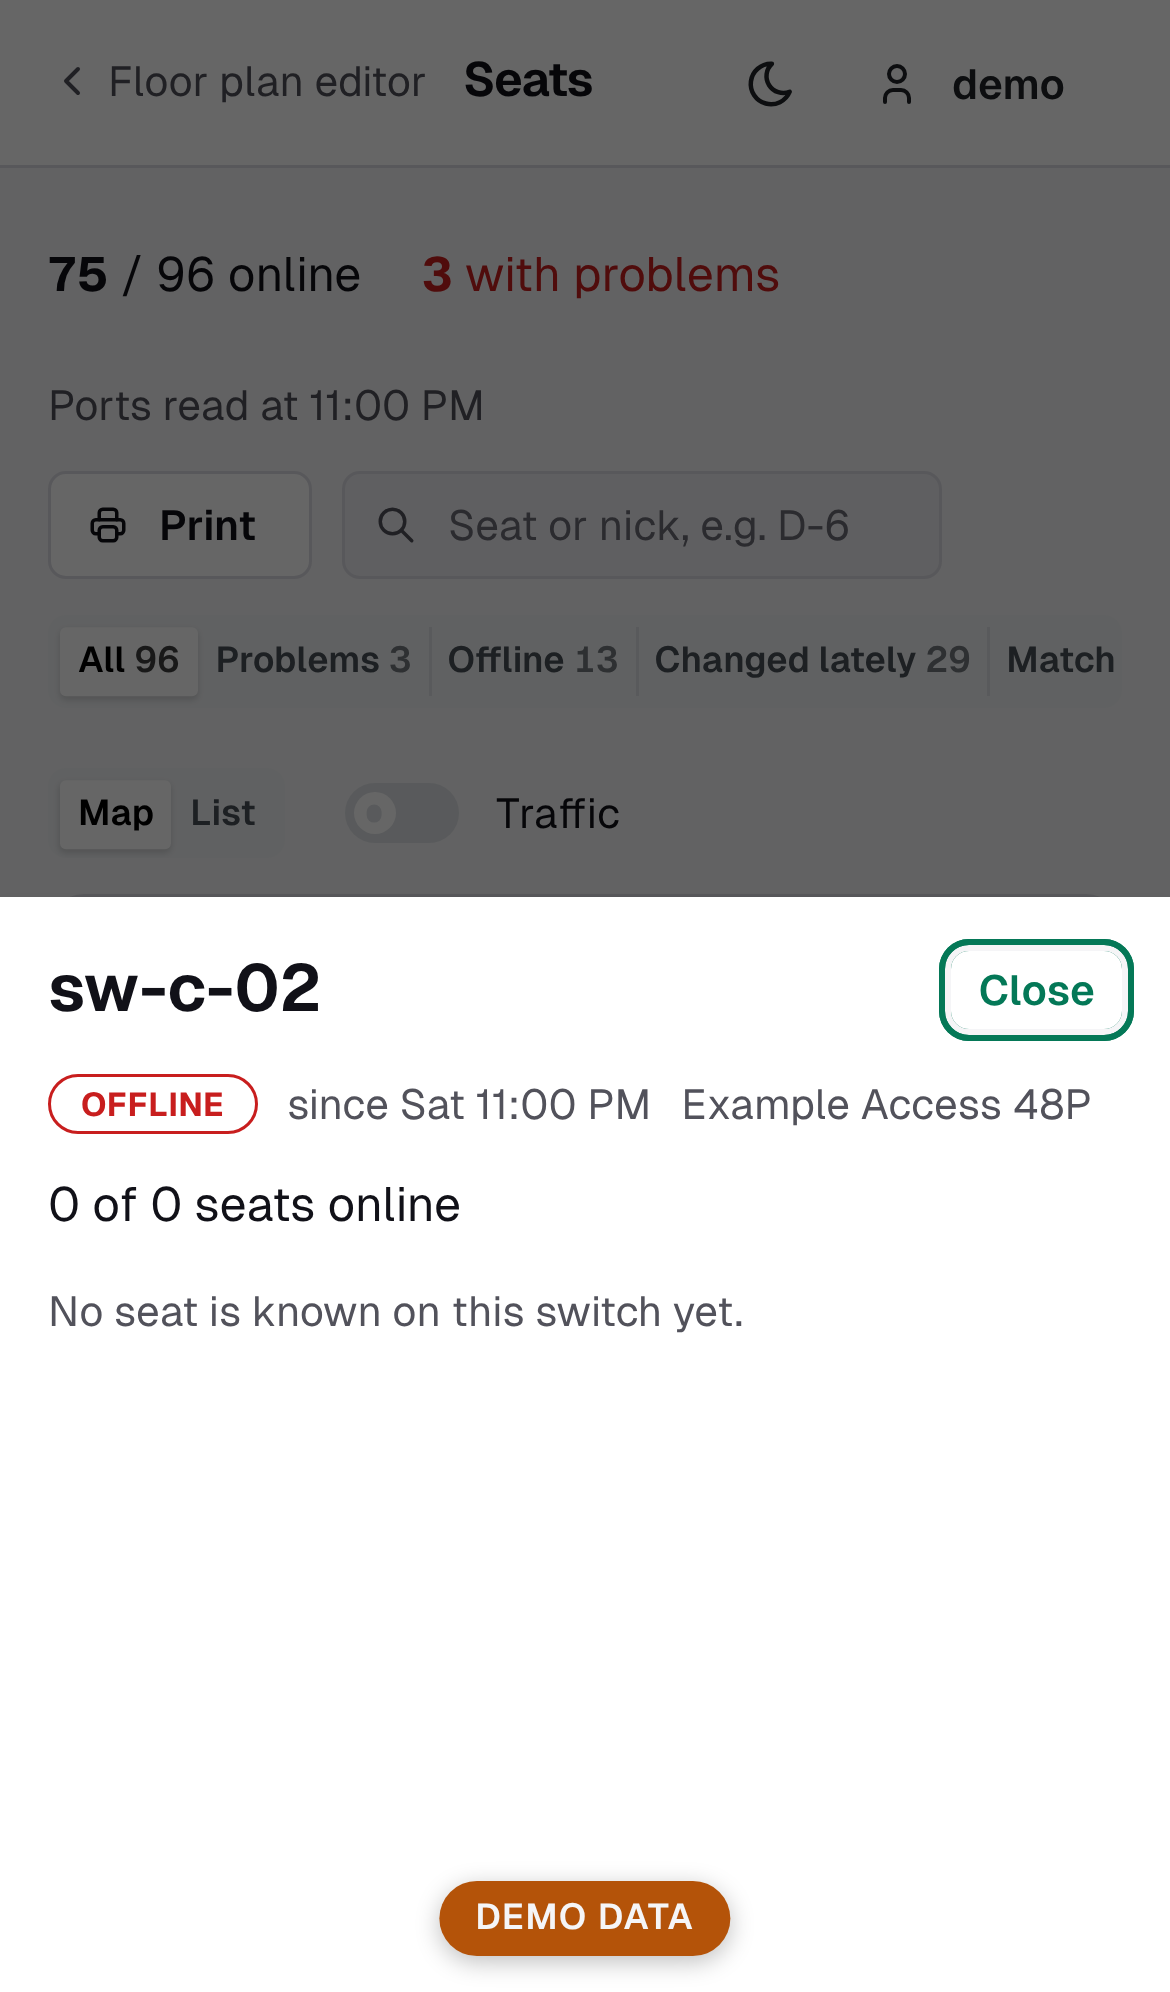 Floor plan editor Seats demo
75 / 96 online 3 with problems
Ports read at 11:00 PM
Print Seat or nick, e.g. D-6
All 96 Problems 3 Offline 13 Changed lately 29 Match
Map List Traffic
sw-c-02 Close
OFFLINE since Sat 11:00 PM Example Access 48P
0 of 0 seats online
No seat is known on this switch yet.
DEMO DATA